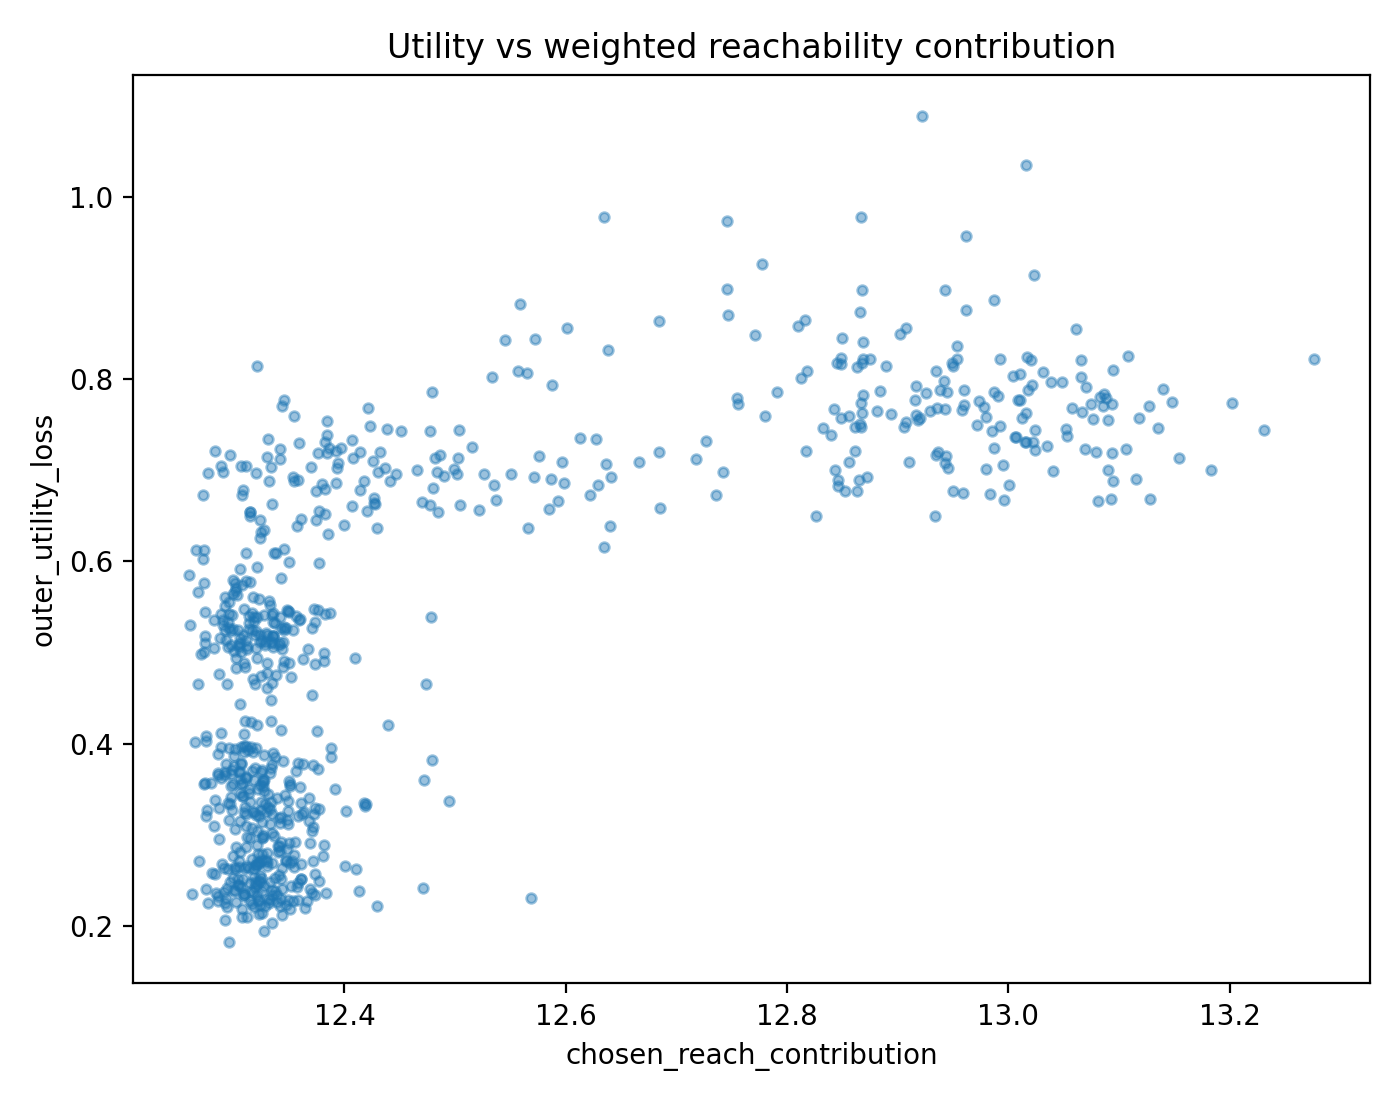 Utility vs weighted reachability contribution
outer_utility_loss
1.0
0.8
0.6
0.4
0.2
12.4 12.6 12.8 13.0 13.2
chosen_reach_contribution